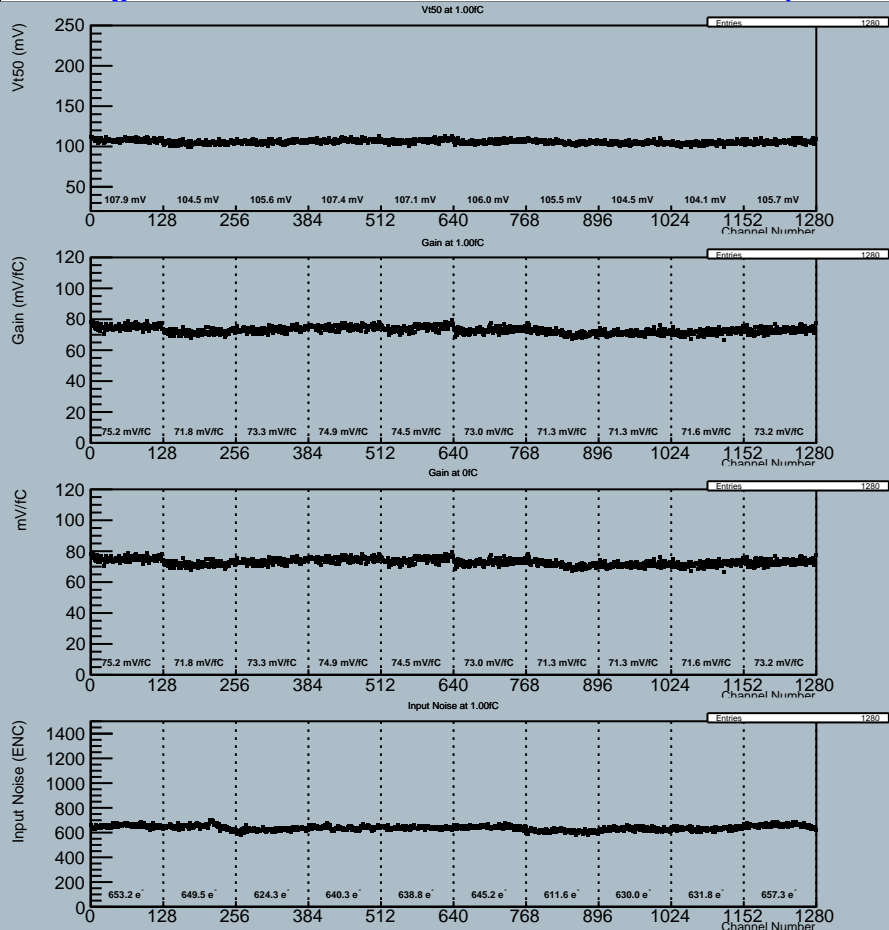 Vt50 at 1.00fC
Entries 1280
Vt50 (mV)
250
200
150
100
50
107.9 mV 104.5 mV 105.6 mV 107.4 mV 107.1 mV 106.0 mV 105.5 mV 104.5 mV 104.1 mV 105.7 mV
0 128 256 384 512 640 768 896 1024 1152 1280
Channel Number
Gain at 1.00fC
Entries 1280
Gain (mV/fC)
120
100
80
60
40
20
0
75.2 mV/fC 71.8 mV/fC 73.3 mV/fC 74.9 mV/fC 74.5 mV/fC 73.0 mV/fC 71.3 mV/fC 71.3 mV/fC 71.6 mV/fC 73.2 mV/fC
0 128 256 384 512 640 768 896 1024 1152 1280
Channel Number
Gain at 0fC
Entries 1280
mV/fC
120
100
80
60
40
20
0
75.2 mV/fC 71.8 mV/fC 73.3 mV/fC 74.9 mV/fC 74.5 mV/fC 73.0 mV/fC 71.3 mV/fC 71.3 mV/fC 71.6 mV/fC 73.2 mV/fC
0 128 256 384 512 640 768 896 1024 1152 1280
Channel Number
Input Noise at 1.00fC
Entries 1280
Input Noise (ENC)
1400
1200
1000
800
600
400
200
0
653.2 e⁻ 649.5 e⁻ 624.3 e⁻ 640.3 e⁻ 638.8 e⁻ 645.2 e⁻ 611.6 e⁻ 630.0 e⁻ 631.8 e⁻ 657.3 e⁻
0 128 256 384 512 640 768 896 1024 1152 1280
Channel Number